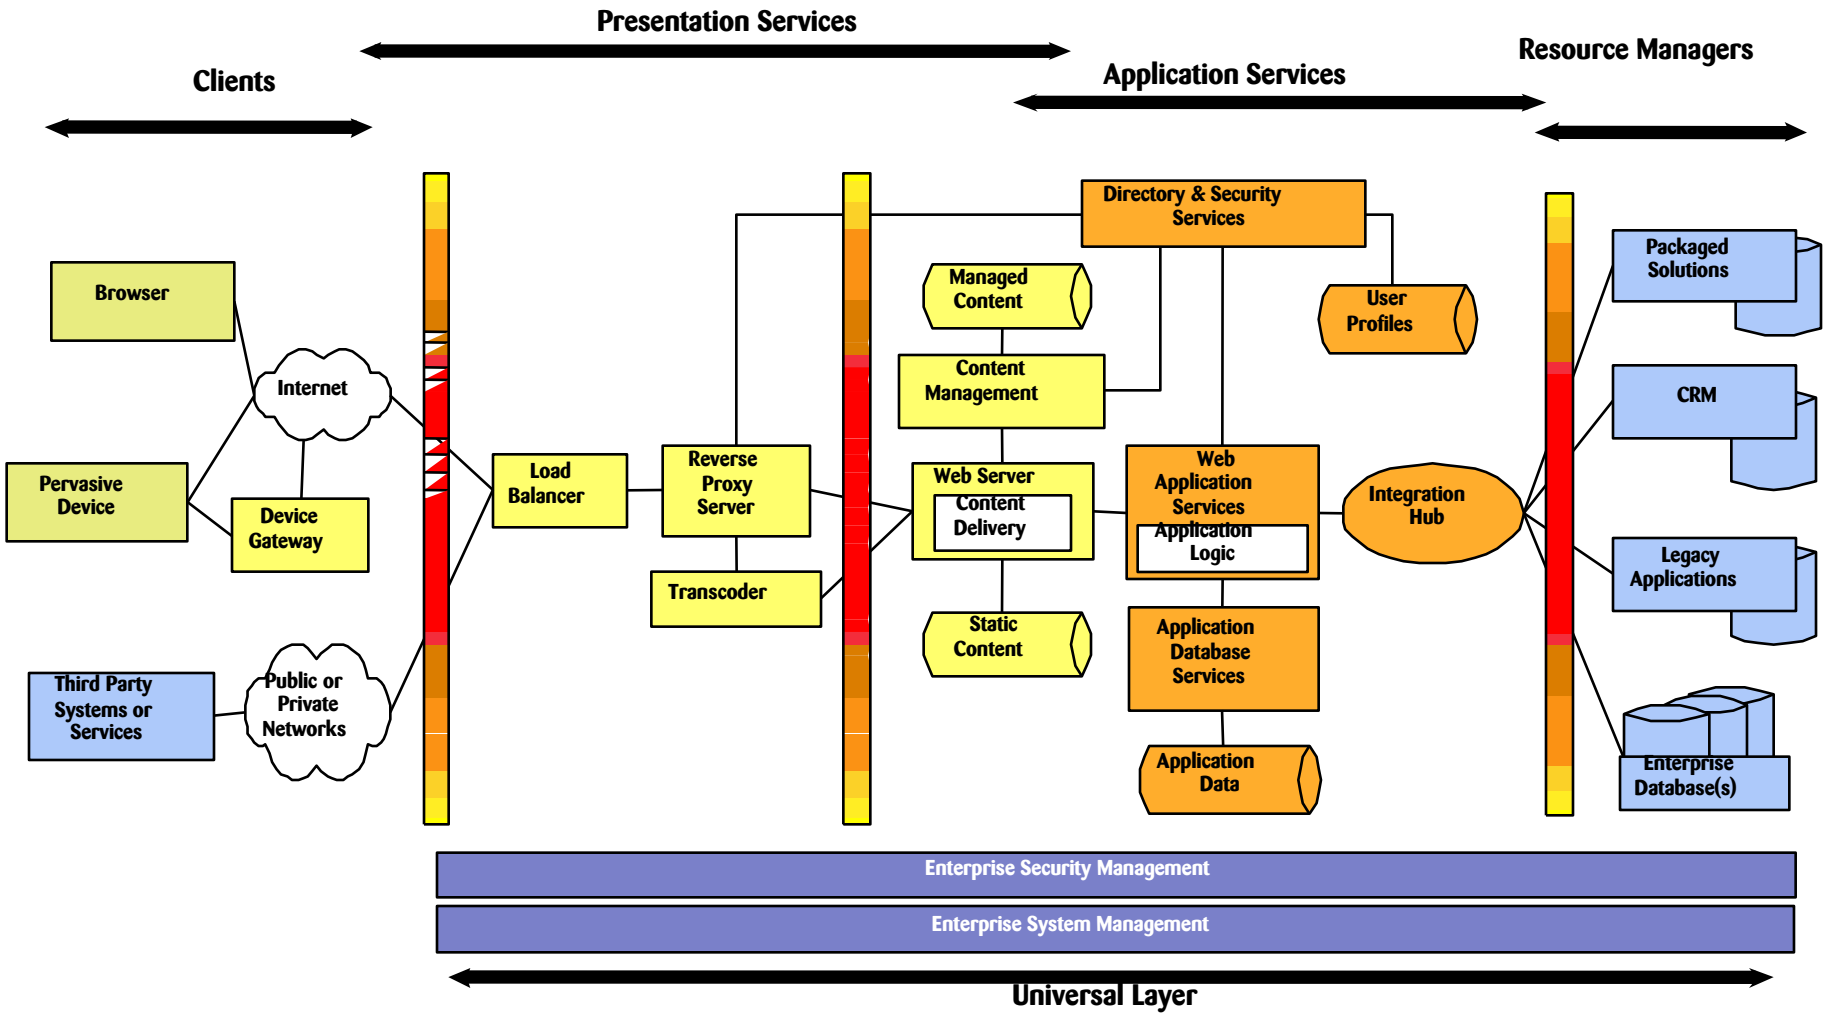 Presentation Services
Resource Managers
Application Services
Clients
Directory & Security
Services
Packaged
Solutions
Managed
Content
Browser
User
Profiles
Internet
Content
Management
CRM
Load
Balancer
Reverse
Proxy
Server
Web Server
Content
Delivery
Web
Application
Services
Application
Logic
Integration
Hub
Pervasive
Device
Device
Gateway
Legacy
Applications
Transcoder
Static
Content
Application
Database
Services
Third Party
Systems or
Services
Public or
Private
Networks
Application
Data
Enterprise
Database(s)
Enterprise Security Management
Enterprise System Management
Universal Layer